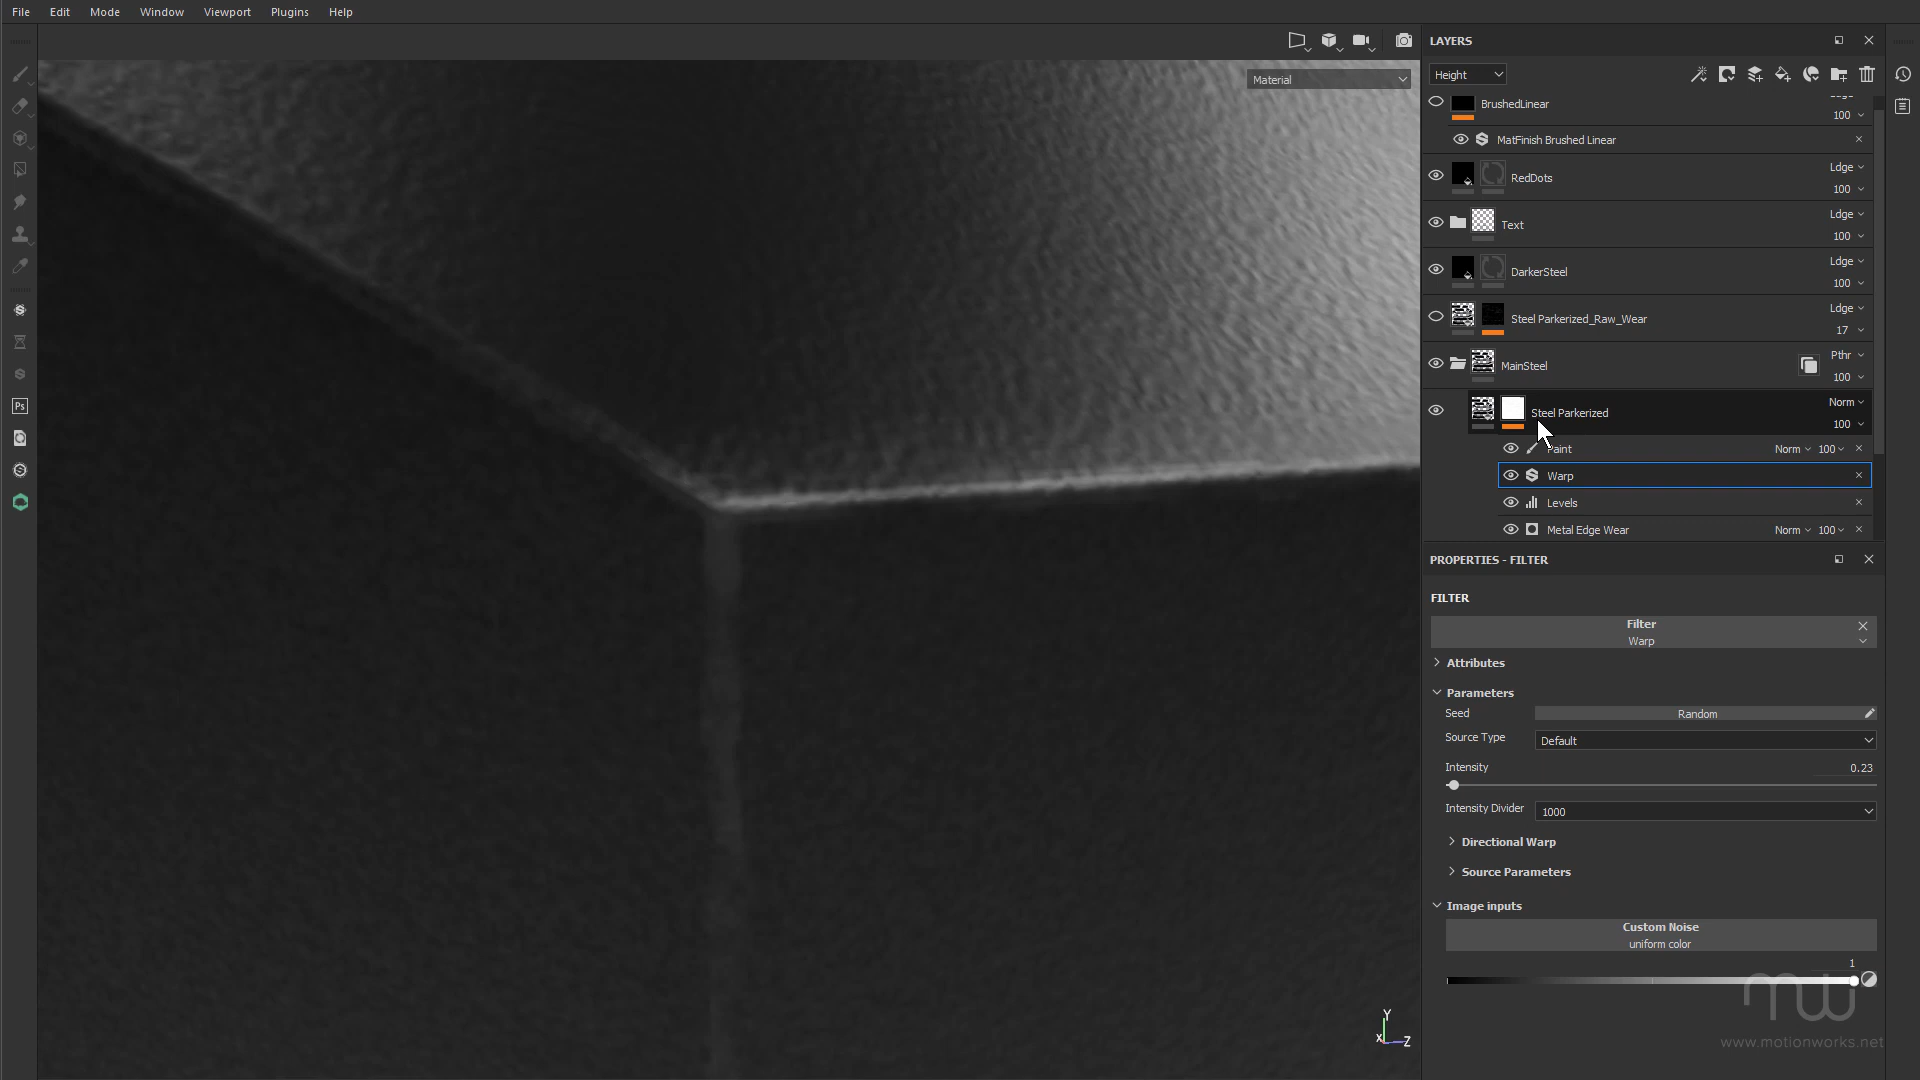 File Edit Mode Window Viewport Plugins Help
Material
LAYERS
Height
BrushedLinear
100
MatFinish Brushed Linear
RedDots
Ldge
100
Text
Ldge
100
DarkerSteel
Ldge
100
Steel Parkerized_Raw_Wear
Ldge
17
MainSteel
Pthr
100
Steel Parkerized
Norm
100
Paint Norm 100
Warp
Levels
Metal Edge Wear Norm 100
PROPERTIES - FILTER
FILTER
Filter
Warp
Attributes
Parameters
Seed Random
Source Type Default
Intensity 0.23
Intensity Divider 1000
Directional Warp
Source Parameters
Image inputs
Custom Noise
uniform color
1
Ps
Y
X Z
mw
www.motionworks.net